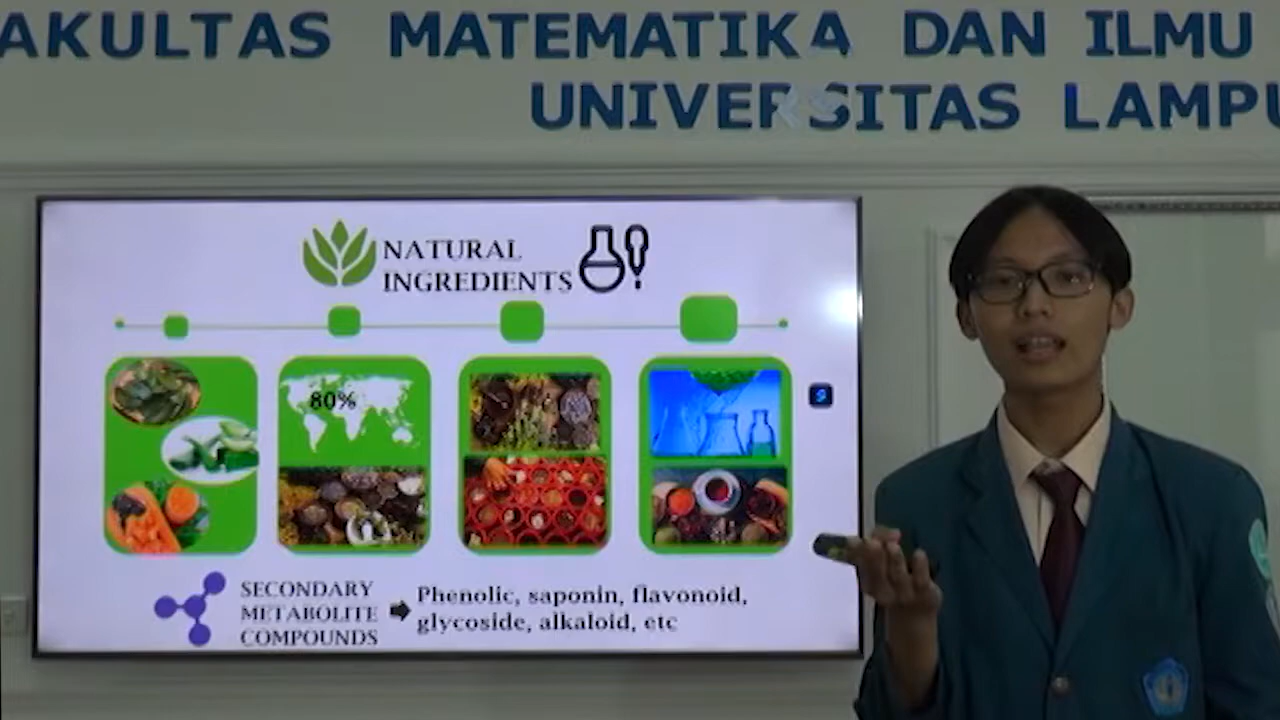 AKULTAS MATEMATIKA DAN ILMU
UNIVERSITAS LAMPU
NATURAL
INGREDIENTS
80%
SECONDARY
METABOLITE
COMPOUNDS
Phenolic, saponin, flavonoid,
glycoside, alkaloid, etc